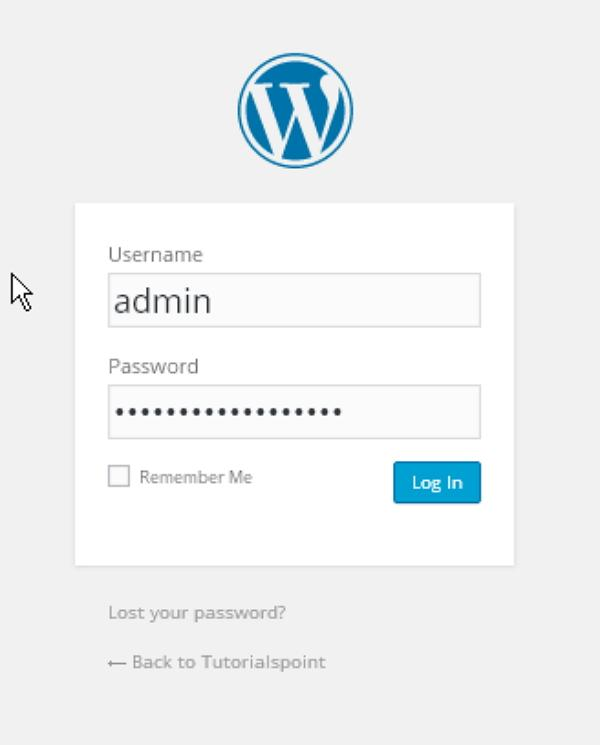 Username
admin
Password
••••••••••••••••••
Remember Me
Log In
Lost your password?
← Back to Tutorialspoint